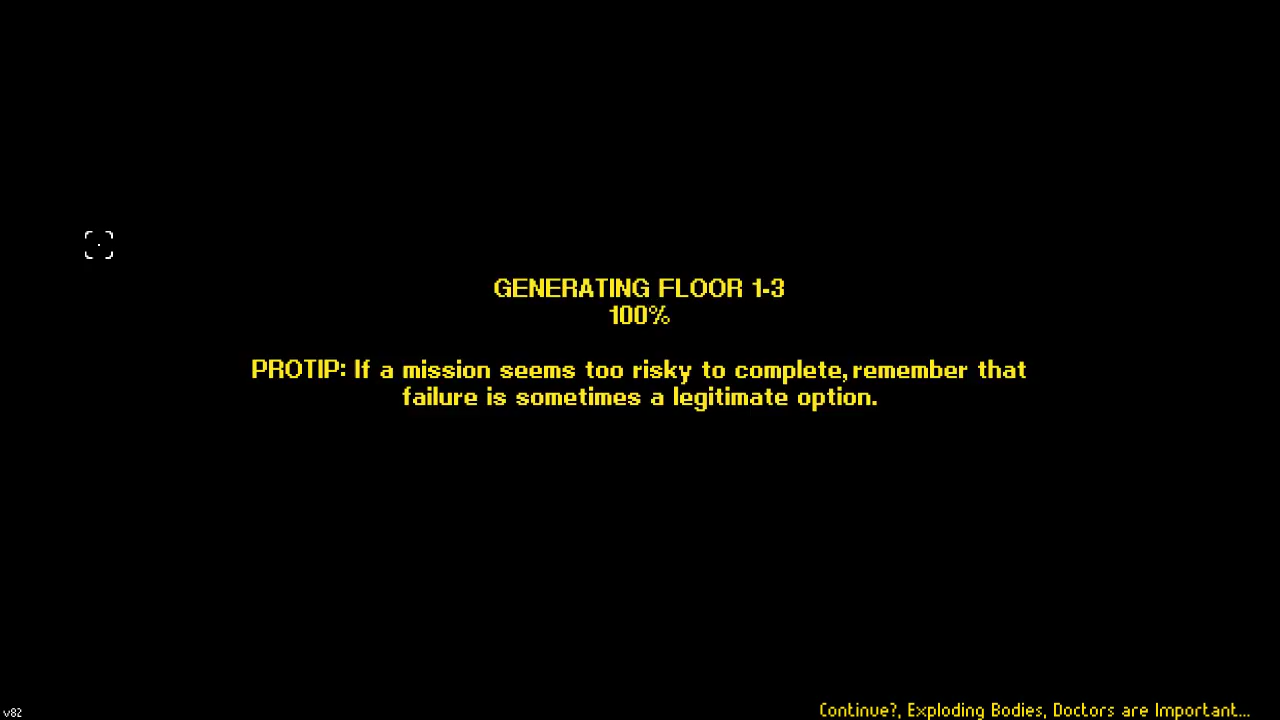 GENERATING FLOOR 1-3
100%
PROTIP: If a mission seems too risky to complete, remember that
failure is sometimes a legitimate option.
v82
Continue?, Exploding Bodies, Doctors are Important...